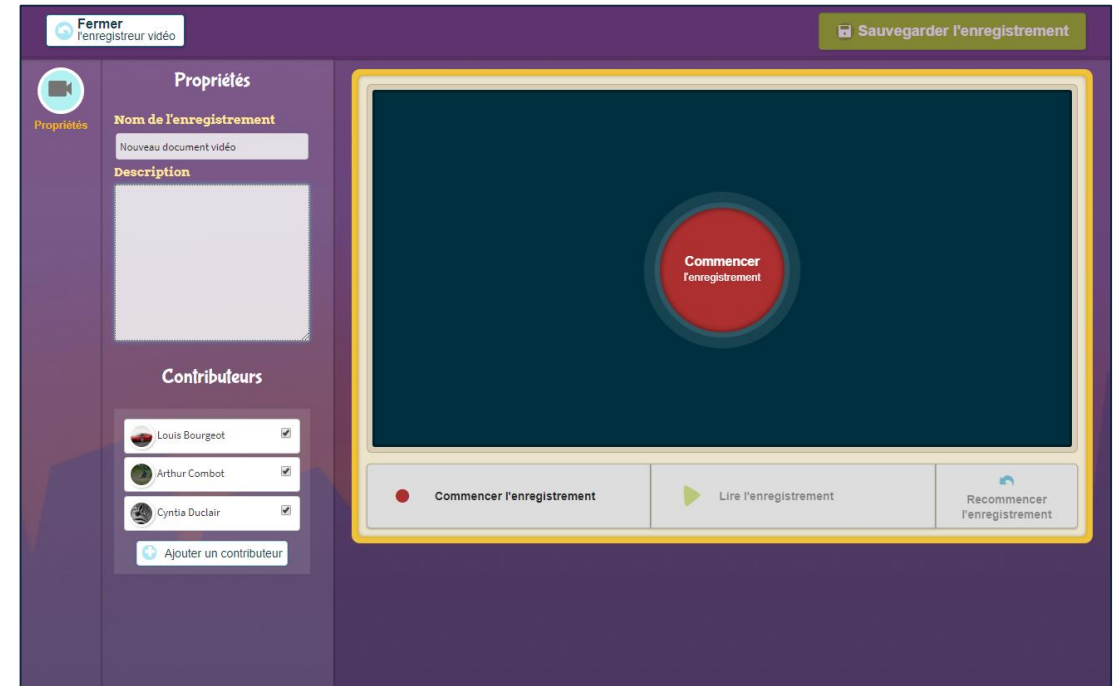 Fermer
l'enregistreur vidéo
Sauvegarder l'enregistrement
Propriétés
Propriétés
Nom de l'enregistrement
Nouveau document vidéo
Description
Commencer
l'enregistrement
Contributeurs
Louis Bourgeot
Arthur Combot
Cyntia Duclair
Ajouter un contributeur
Commencer l'enregistrement
Lire l'enregistrement
Recommencer
l'enregistrement